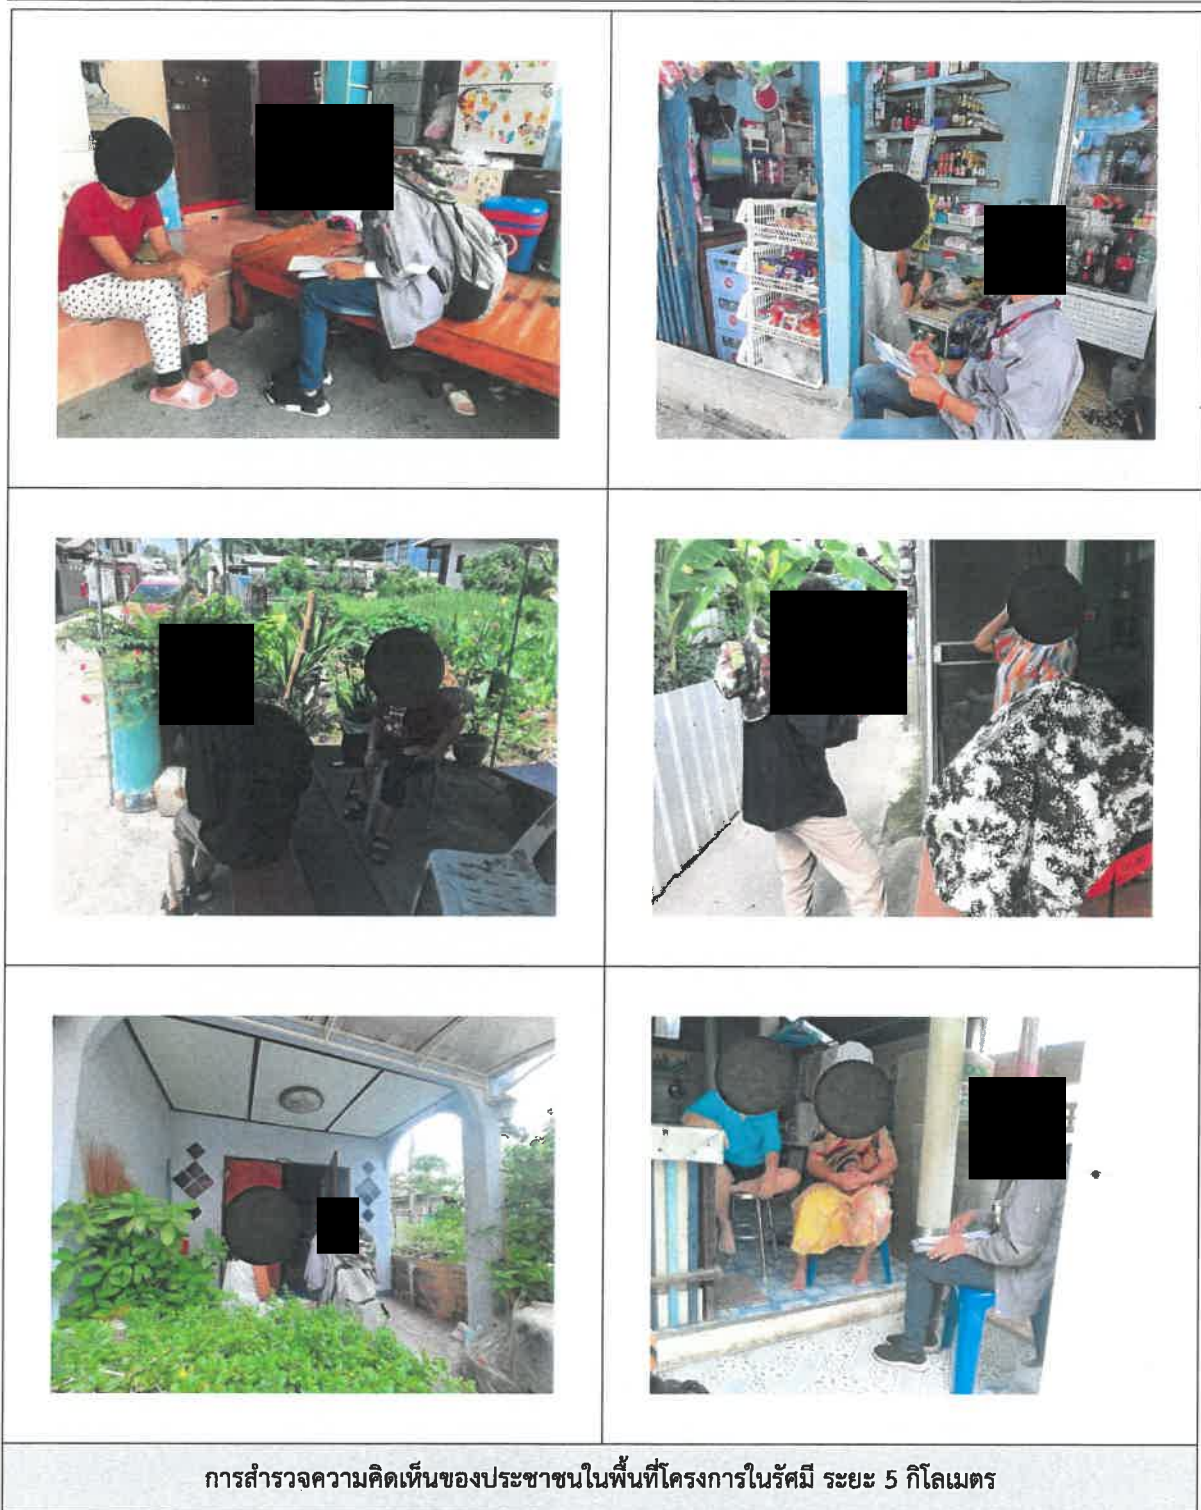 การสำรวจความคิดเห็นของประชาชนในพื้นที่โครงการในรัศมี ระยะ 5 กิโลเมตร